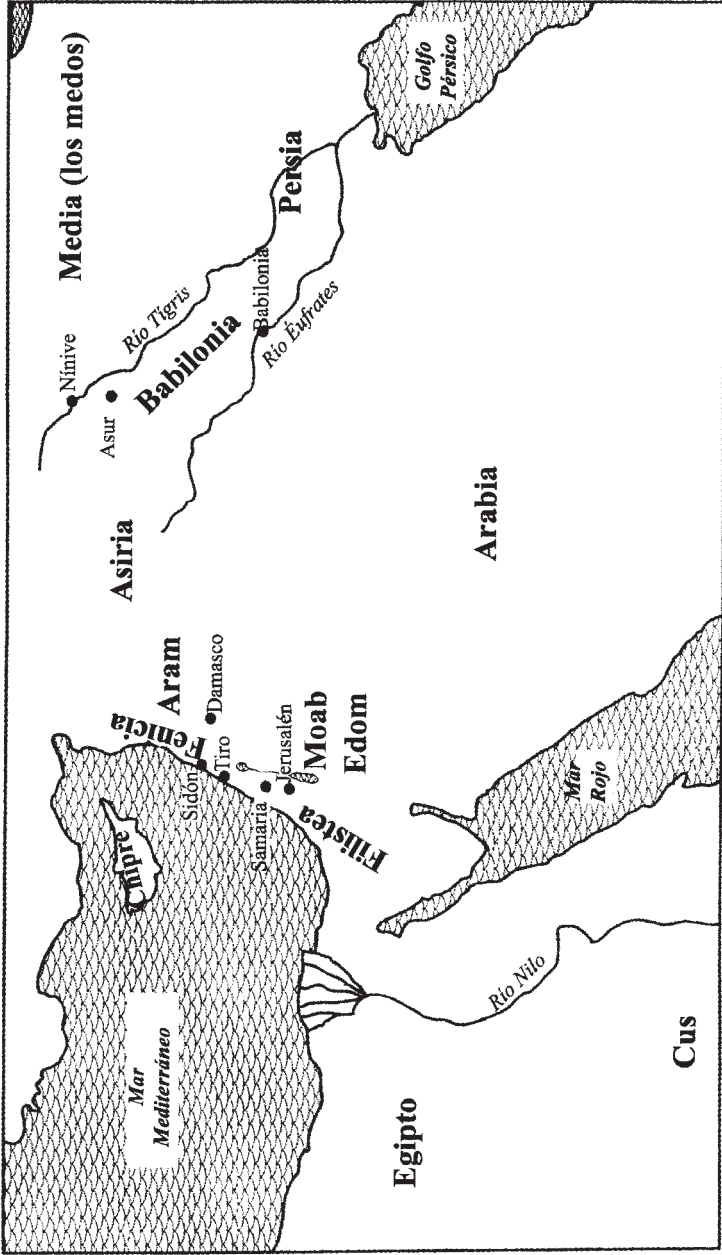 Media (los medos)
Nínive
Río Tígris
Asur
Babilonia
Babilonia
Río Éufrates
Persia
Golfo
Pérsico
Asiria
Aram
Fenicia
Damasco
Sidón
Tiro
Chipre
Samaria
Jerusalén
Moab
Edom
Filistea
Arabia
Mar
Mediterráneo
Mar
Rojo
Río Nilo
Egipto
Cus